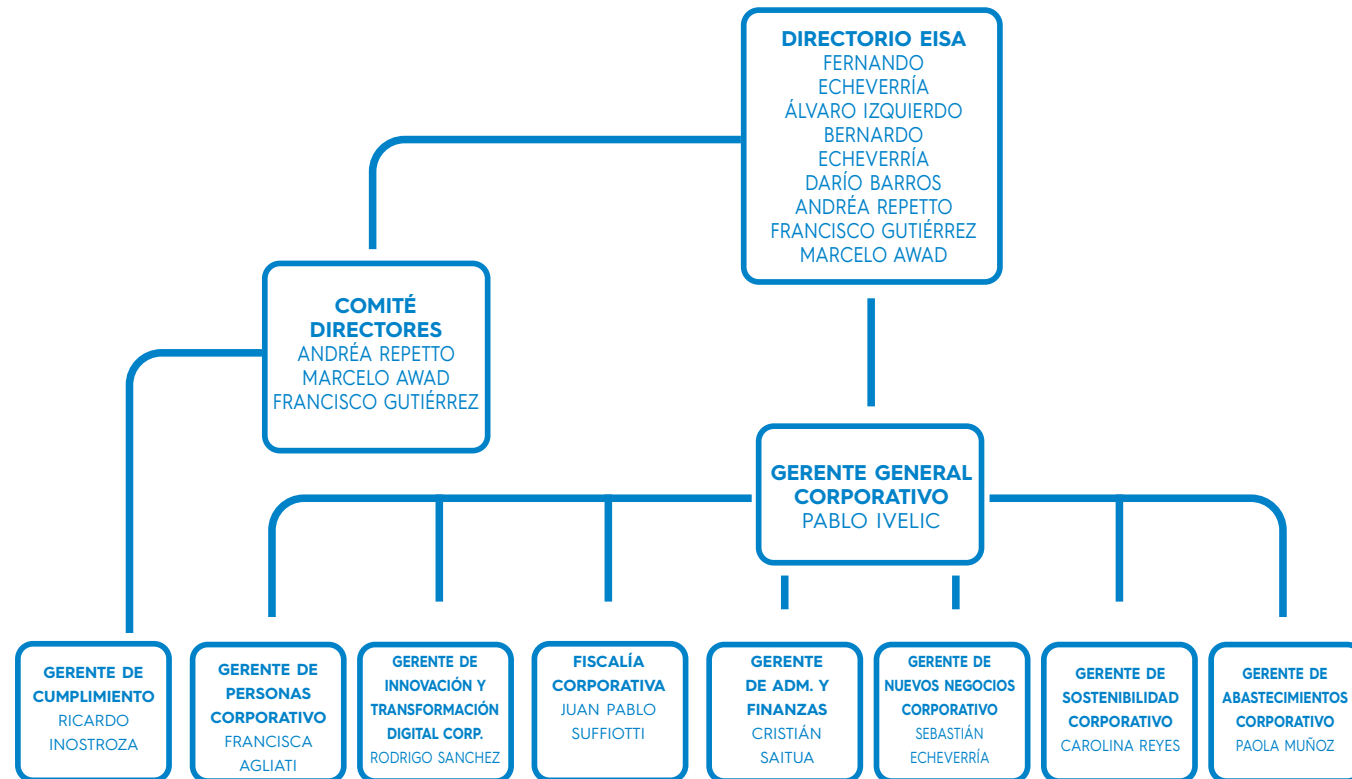 DIRECTORIO EISA
FERNANDO
ECHEVERRÍA
ÁLVARO IZQUIERDO
BERNARDO
ECHEVERRÍA
DARÍO BARROS
ANDRÉA REPETTO
FRANCISCO GUTIÉRREZ
MARCELO AWAD
COMITÉ
DIRECTORES
ANDRÉA REPETTO
MARCELO AWAD
FRANCISCO GUTIÉRREZ
GERENTE GENERAL
CORPORATIVO
PABLO IVELIC
GERENTE DE
CUMPLIMIENTO
RICARDO
INOSTROZA
GERENTE DE
PERSONAS
CORPORATIVO
FRANCISCA
AGLIATI
GERENTE DE
INNOVACIÓN Y
TRANSFORMACIÓN
DIGITAL CORP.
RODRIGO SANCHEZ
FISCALÍA
CORPORATIVA
JUAN PABLO
SUFFIOTTI
GERENTE
DE ADM. Y
FINANZAS
CRISTIÁN
SAITUA
GERENTE DE
NUEVOS NEGOCIOS
CORPORATIVO
SEBASTIÁN
ECHEVERRÍA
GERENTE DE
SOSTENIBILIDAD
CORPORATIVO
CAROLINA REYES
GERENTE DE
ABASTECIMIENTOS
CORPORATIVO
PAOLA MUÑOZ